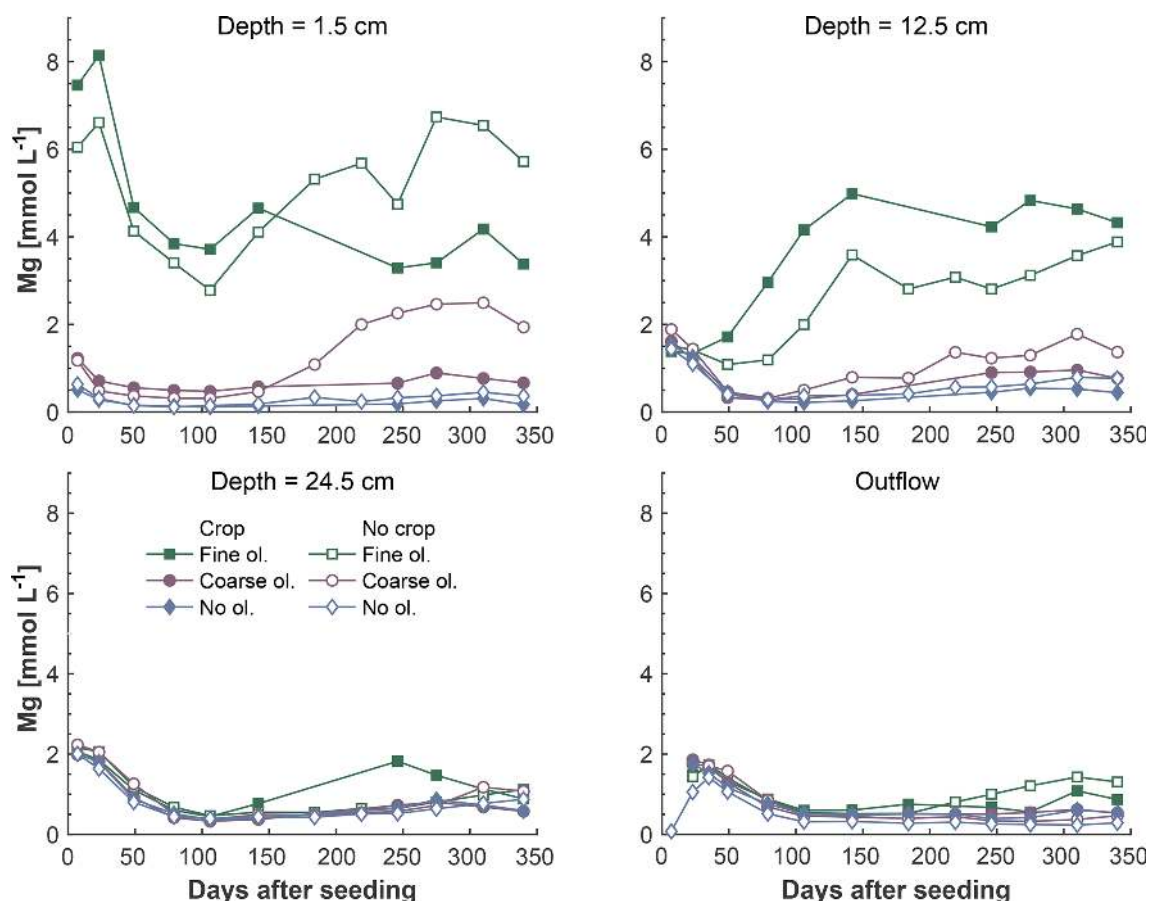 Depth = 1.5 cm
Depth = 12.5 cm
Mg [mmol L⁻¹]
8
6
4
2
0
0 50 100 150 200 250 300 350
8
6
4
2
0
0 50 100 150 200 250 300 350
Depth = 24.5 cm
Outflow
Crop No crop
Fine ol. Fine ol.
Coarse ol. Coarse ol.
No ol. No ol.
Mg [mmol L⁻¹]
8
6
4
2
0
0 50 100 150 200 250 300 350
8
6
4
2
0
0 50 100 150 200 250 300 350
Days after seeding
Days after seeding